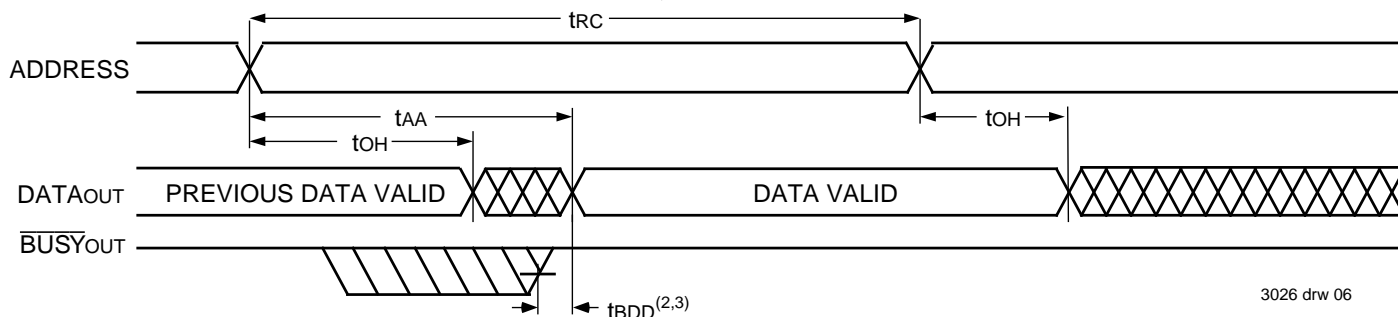 tRC
ADDRESS
tAA
tOH
tOH
DATAOUT
PREVIOUS DATA VALID
DATA VALID
BUSYOUT
tBDD(2,3)
3026 drw 06